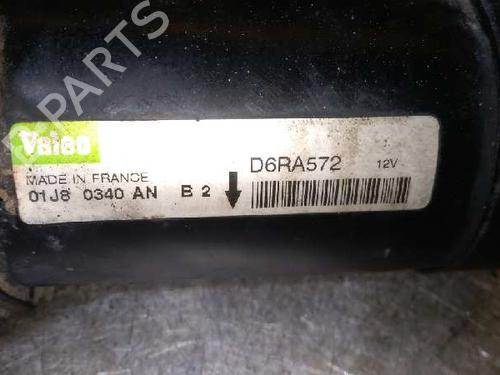 Valeo
MADE IN FRANCE
D6RA572 12V
01J8 0340 AN B 2
B-PARTS